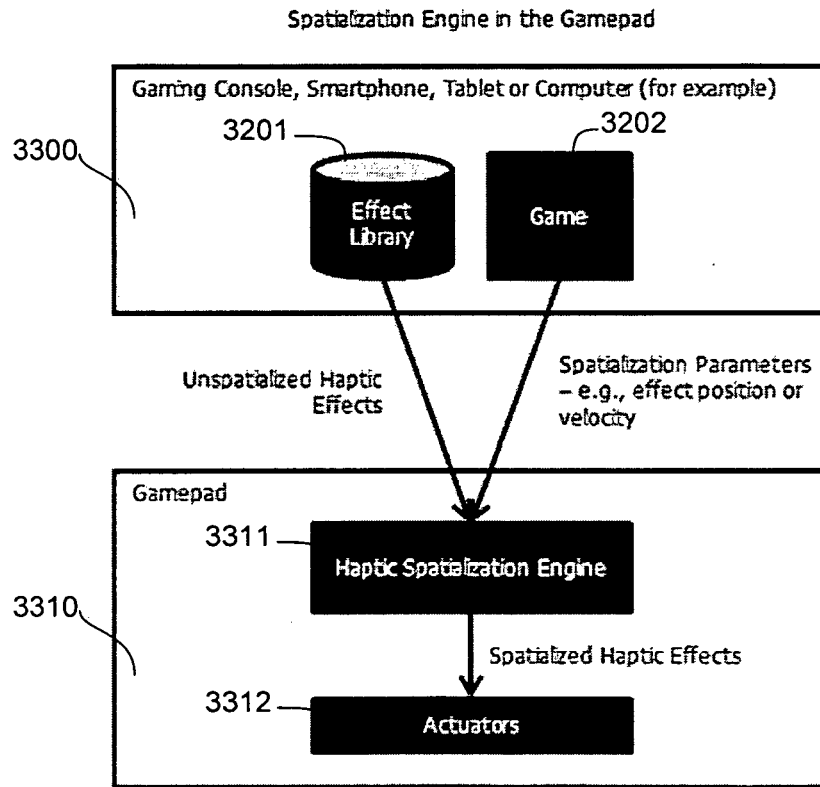 Spatialization Engine in the Gamepad
Gaming Console, Smartphone, Tablet or Computer (for example)
3201
3202
3300
Effect
Library
Game
Unspatialized Haptic
Effects
Spatialization Parameters
– e.g., effect position or
velocity
Gamepad
3311
Haptic Spatialization Engine
3310
Spatialized Haptic Effects
3312
Actuators